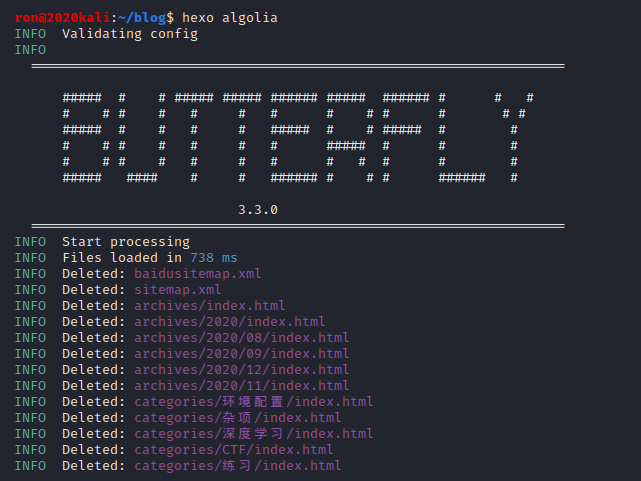 ron@2020kali:~/blog$ hexo algolia
INFO  Validating config
INFO
  ===================================================================
      #####  #    # ##### ##### ###### #####  ###### #      #   #
      #    # #    #   #     #   #      #    # #      #       # #
      #####  #    #   #     #   #####  #    # #####  #        #
      #    # #    #   #     #   #      #####  #      #        #
      #    # #    #   #     #   #      #   #  #      #        #
      #####   ####    #     #   ###### #    # #      ######   #
                            3.3.0
  ===================================================================
INFO  Start processing
INFO  Files loaded in 738 ms
INFO  Deleted: baidusitemap.xml
INFO  Deleted: sitemap.xml
INFO  Deleted: archives/index.html
INFO  Deleted: archives/2020/index.html
INFO  Deleted: archives/2020/08/index.html
INFO  Deleted: archives/2020/09/index.html
INFO  Deleted: archives/2020/12/index.html
INFO  Deleted: archives/2020/11/index.html
INFO  Deleted: categories/环境配置/index.html
INFO  Deleted: categories/杂项/index.html
INFO  Deleted: categories/深度学习/index.html
INFO  Deleted: categories/CTF/index.html
INFO  Deleted: categories/练习/index.html